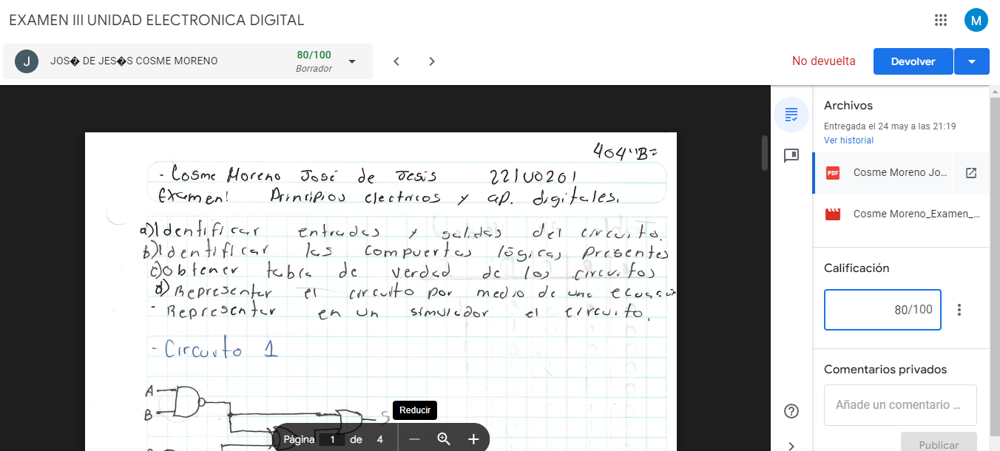 EXAMEN III UNIDAD ELECTRONICA DIGITAL
M
J
JOS� DE JES�S COSME MORENO
80/100
Borrador
No devuelta
Devolver
404"B"
- Cosme Moreno José de Jesús 221U0201
Examen! Principios electricos y ap. digitales.
a) Identificar entradas y salidas del circuito.
b) Identificar las compuertas lógicas presentes
c) Obtener tabla de verdad de los circuitos
d) Representar el circuito por medio de una ecuación
- Representar en un simulador el circuito.
- Circuito 1
A
B
S
Reducir
Página 1 de 4
Archivos
Entregada el 24 may a las 21:19
Ver historial
PDF
Cosme Moreno Jo...
Cosme Moreno_Examen_...
Calificación
80/100
Comentarios privados
Añade un comentario ...
Publicar